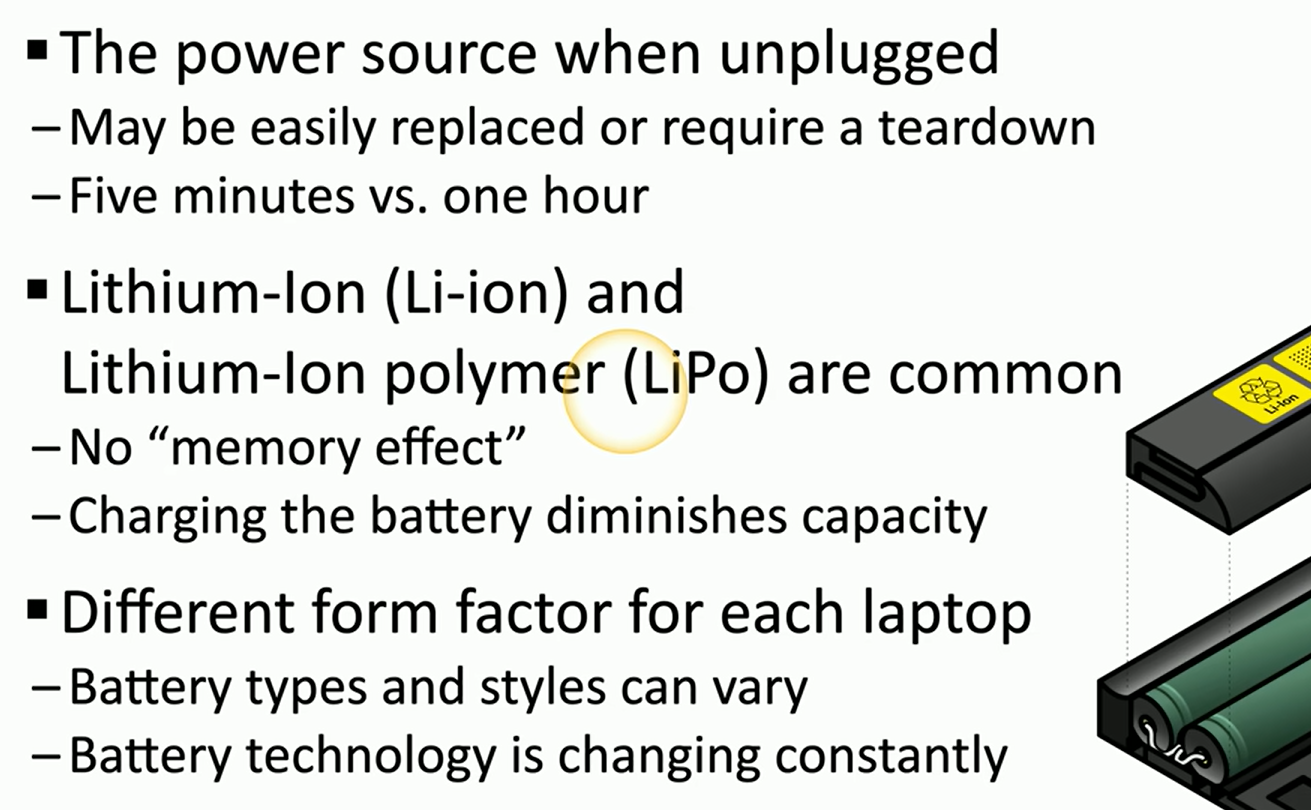 ▪ The power source when unplugged
– May be easily replaced or require a teardown
– Five minutes vs. one hour
▪ Lithium-Ion (Li-ion) and
Lithium-Ion polymer (LiPo) are common
– No “memory effect”
– Charging the battery diminishes capacity
▪ Different form factor for each laptop
– Battery types and styles can vary
– Battery technology is changing constantly
Li-Ion